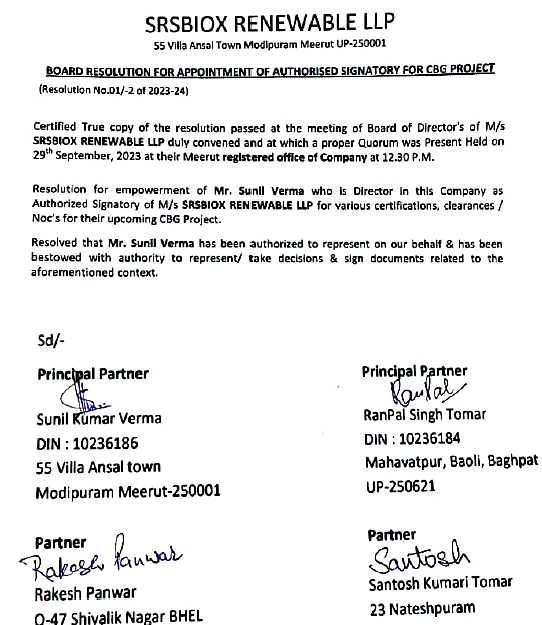 SRSBIOX RENEWABLE LLP
55 Villa Ansal Town Modipuram Meerut UP-250001
BOARD RESOLUTION FOR APPOINTMENT OF AUTHORISED SIGNATORY FOR CBG PROJECT
(Resolution No.01/-2 of 2023-24)
Certified True copy of the resolution passed at the meeting of Board of Director's of M/s
SRSBIOX RENEWABLE LLP duly convened and at which a proper Quorum was Present Held on
29th September, 2023 at their Meerut registered office of Company at 12.30 P.M.
Resolution for empowerment of Mr. Sunil Verma who is Director in this Company as
Authorized Signatory of M/s SRSBIOX RENEWABLE LLP for various certifications, clearances /
Noc's for their upcoming CBG Project.
Resolved that Mr. Sunil Verma has been authorized to represent on our behalf & has been
bestowed with authority to represent/ take decisions & sign documents related to the
aforementioned context.
Sd/-
Principal Partner
Sunil Kumar Verma
DIN : 10236186
55 Villa Ansal town
Modipuram Meerut-250001
Principal Partner
RanPal
RanPal Singh Tomar
DIN : 10236184
Mahavatpur, Baoli, Baghpat
UP-250621
Partner
Rakesh Panwar
Rakesh Panwar
O-47 Shivalik Nagar BHEL
Partner
Santosh
Santosh Kumari Tomar
23 Nateshpuram